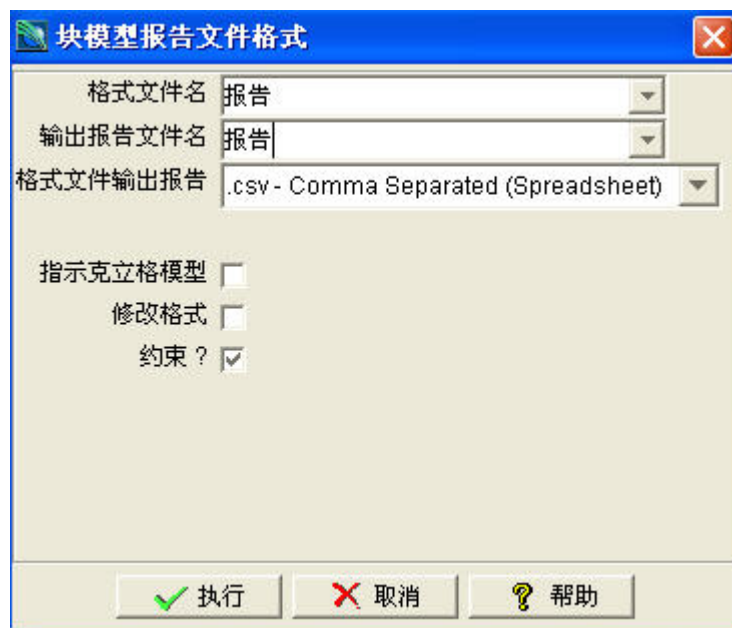 块模型报告文件格式
格式文件名 报告
输出报告文件名 报告
格式文件输出报告 .csv - Comma Separated (Spreadsheet)
指示克立格模型
修改格式
约束？
执行 取消 帮助